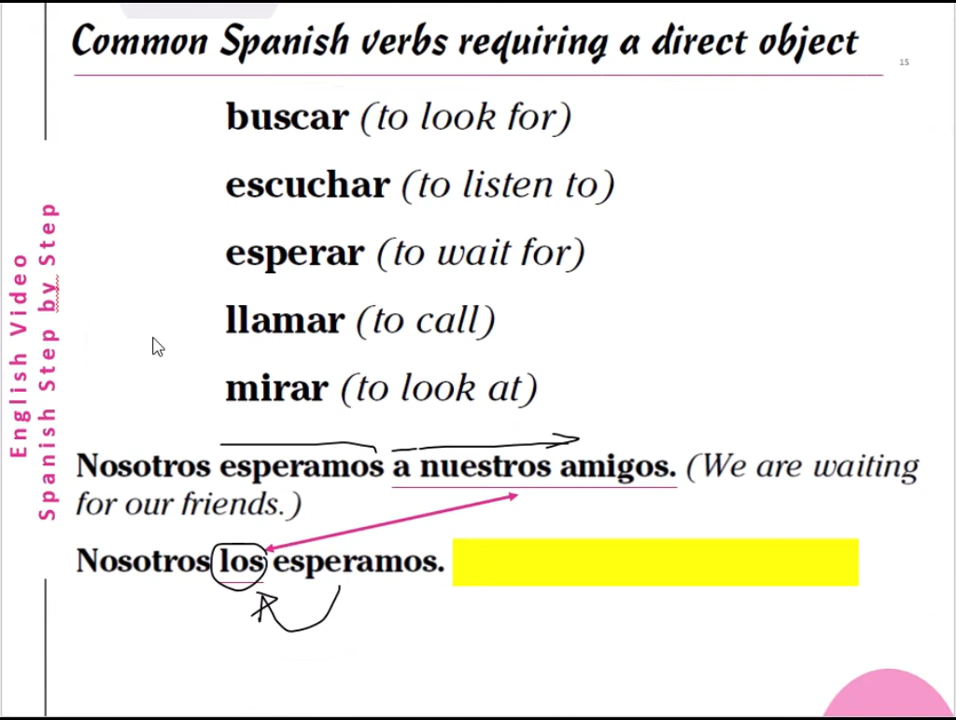 Common Spanish verbs requiring a direct object
15
buscar (to look for)
escuchar (to listen to)
esperar (to wait for)
llamar (to call)
mirar (to look at)
Nosotros esperamos a nuestros amigos. (We are waiting
for our friends.)
Nosotros los esperamos.
English Video
Spanish Step by Step